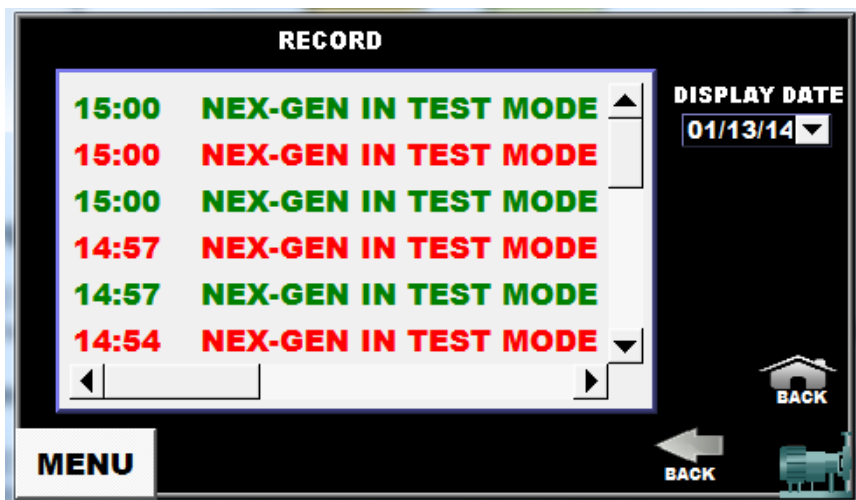 RECORD
15:00 NEX-GEN IN TEST MODE
15:00 NEX-GEN IN TEST MODE
15:00 NEX-GEN IN TEST MODE
14:57 NEX-GEN IN TEST MODE
14:57 NEX-GEN IN TEST MODE
14:54 NEX-GEN IN TEST MODE
DISPLAY DATE
01/13/14
BACK
MENU
BACK